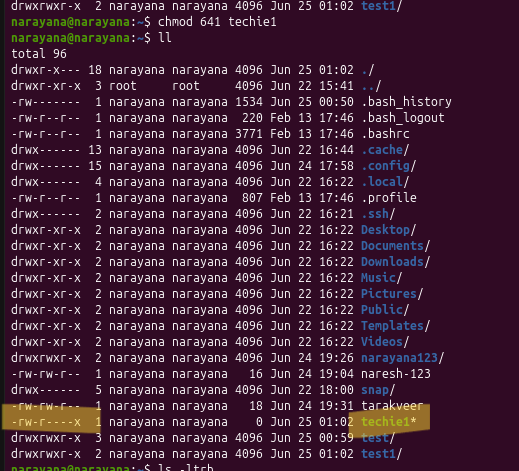 drwxrwxr-x  2 narayana narayana 4096 Jun 25 01:02 test1/
narayana@narayana:~$ chmod 641 techie1
narayana@narayana:~$ ll
total 96
drwxr-x--- 18 narayana narayana 4096 Jun 25 01:02 ./
drwxr-xr-x  3 root     root     4096 Jun 22 15:41 ../
-rw-------  1 narayana narayana 1534 Jun 25 00:50 .bash_history
-rw-r--r--  1 narayana narayana  220 Feb 13 17:46 .bash_logout
-rw-r--r--  1 narayana narayana 3771 Feb 13 17:46 .bashrc
drwx------ 13 narayana narayana 4096 Jun 22 16:44 .cache/
drwx------ 15 narayana narayana 4096 Jun 24 17:58 .config/
drwx------  4 narayana narayana 4096 Jun 22 16:22 .local/
-rw-r--r--  1 narayana narayana  807 Feb 13 17:46 .profile
drwx------  2 narayana narayana 4096 Jun 22 16:21 .ssh/
drwxr-xr-x  2 narayana narayana 4096 Jun 22 16:22 Desktop/
drwxr-xr-x  2 narayana narayana 4096 Jun 22 16:22 Documents/
drwxr-xr-x  2 narayana narayana 4096 Jun 22 16:22 Downloads/
drwxr-xr-x  2 narayana narayana 4096 Jun 22 16:22 Music/
drwxr-xr-x  2 narayana narayana 4096 Jun 22 16:22 Pictures/
drwxr-xr-x  2 narayana narayana 4096 Jun 22 16:22 Public/
drwxr-xr-x  2 narayana narayana 4096 Jun 22 16:22 Templates/
drwxr-xr-x  2 narayana narayana 4096 Jun 22 16:22 Videos/
drwxrwxr-x  2 narayana narayana 4096 Jun 24 19:26 narayana123/
-rw-rw-r--  1 narayana narayana   16 Jun 24 19:04 naresh-123
drwx------  5 narayana narayana 4096 Jun 22 18:00 snap/
-rw-rw-r--  1 narayana narayana   18 Jun 24 19:31 tarakveer
-rw-r----x  1 narayana narayana    0 Jun 25 01:02 techie1*
drwxrwxr-x  3 narayana narayana 4096 Jun 25 00:59 test/
drwxrwxr-x  2 narayana narayana 4096 Jun 25 01:02 test1/
narayana@narayana:~$ ls -ltrh